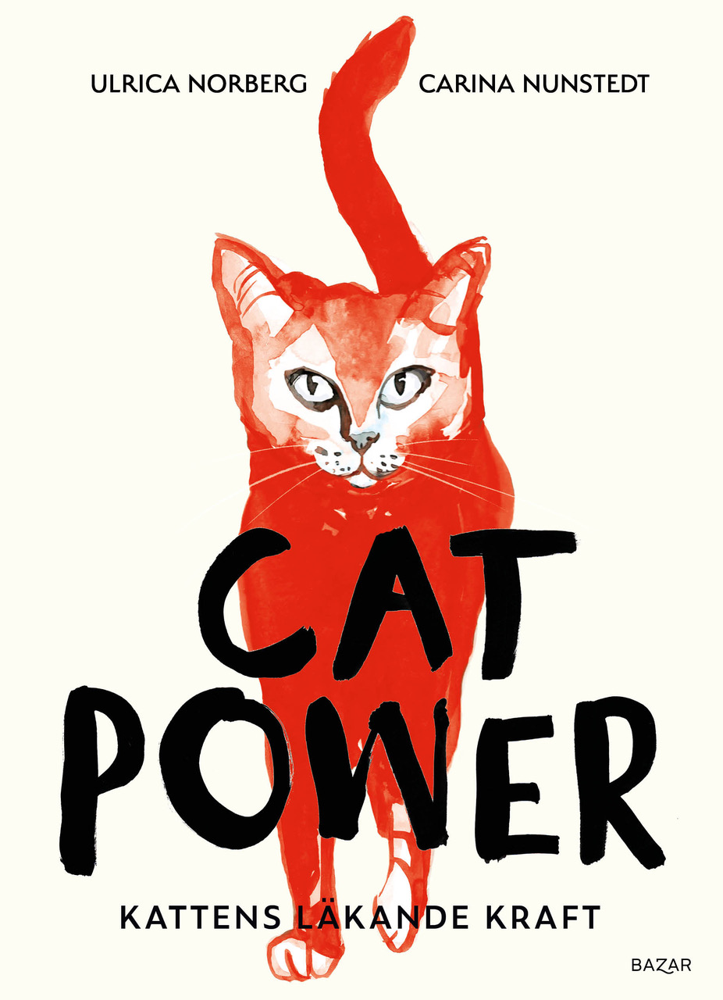 ULRICA NORBERG CARINA NUNSTEDT
CAT
POWER
KATTENS LÄKANDE KRAFT
BAZAR